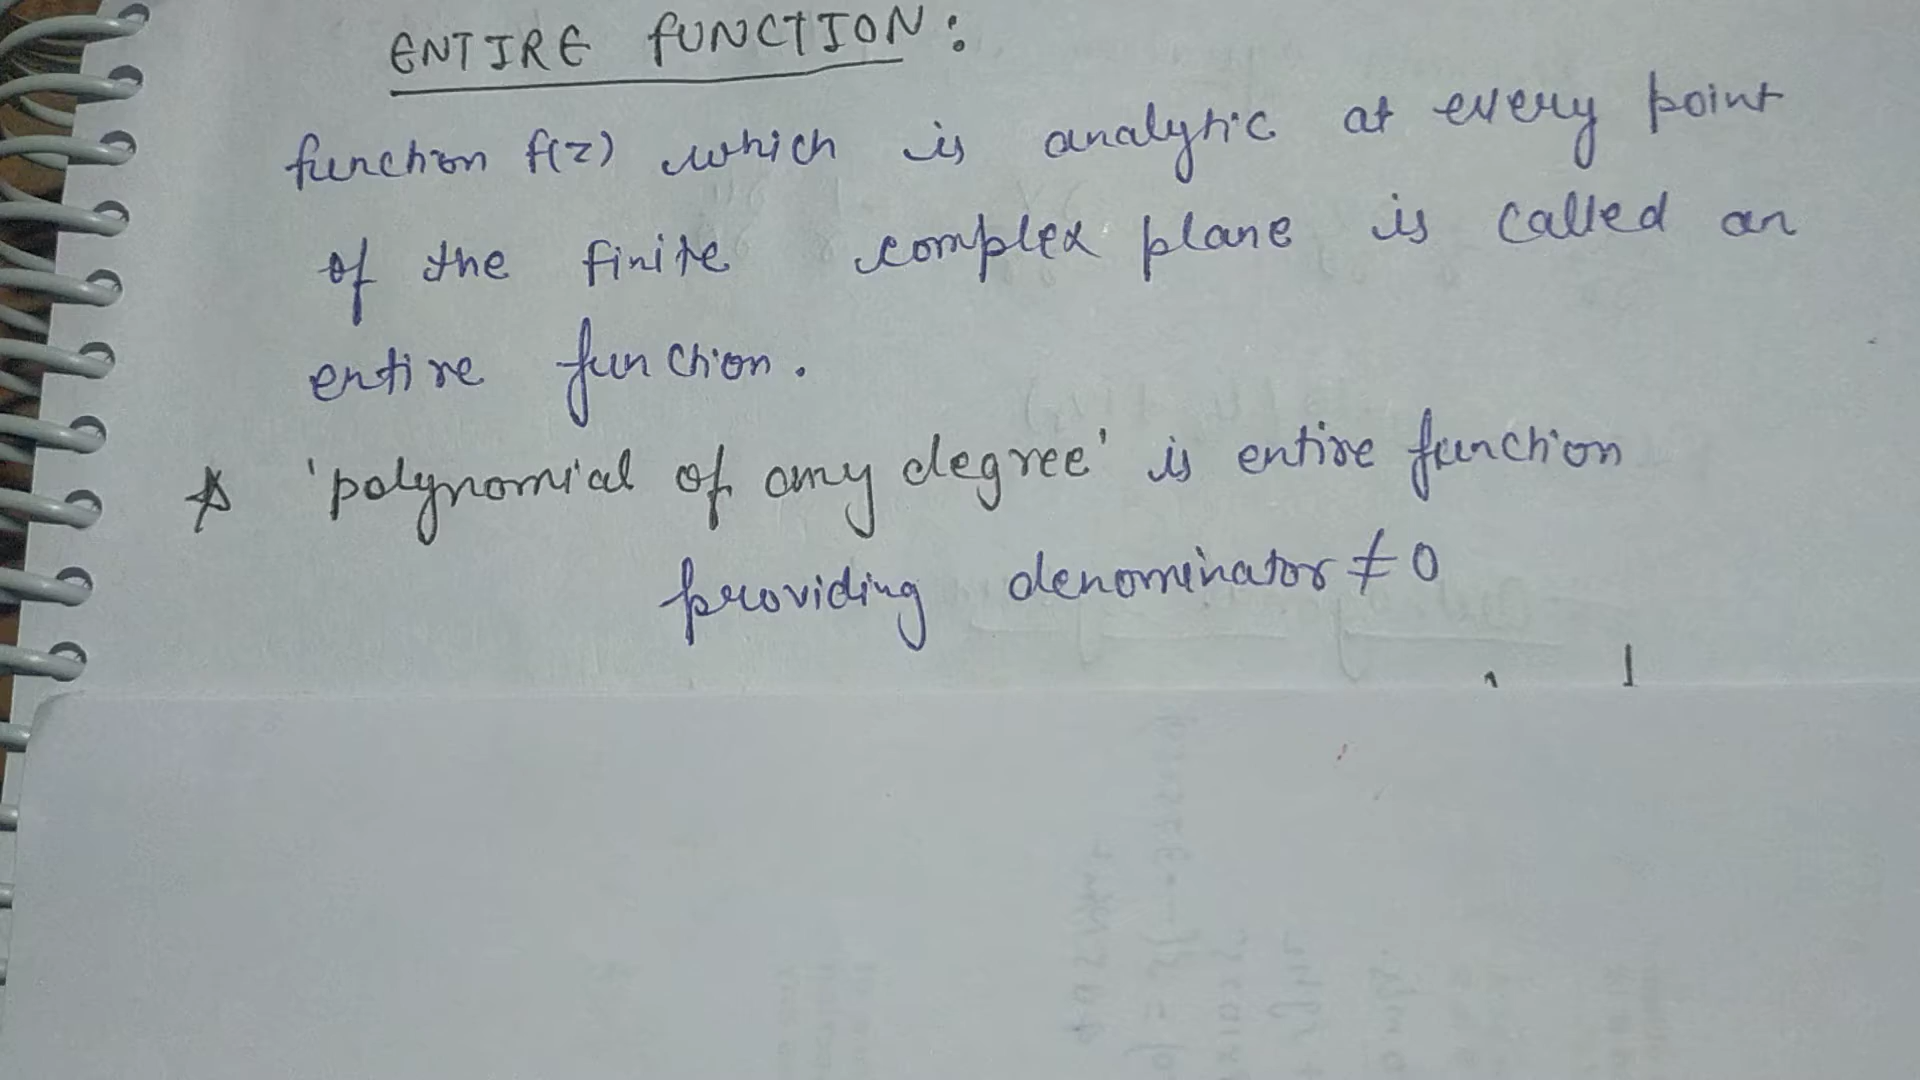 ENTIRE FUNCTION :
function f(z) which is analytic at every point
of the finite complex plane is called an
entire function.
'polynomial of any degree' is entire function
providing denominator ≠ 0